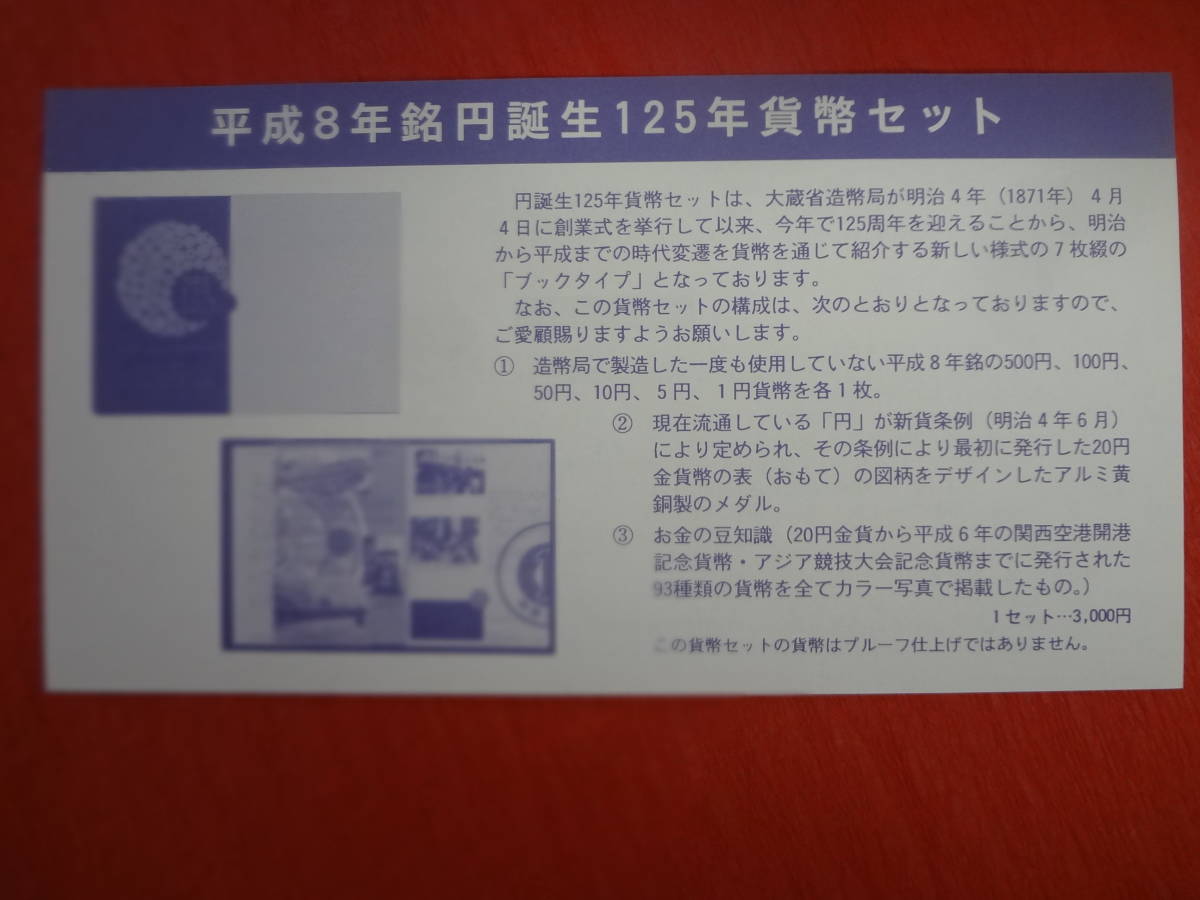 平成8年銘円誕生125年貨幣セット
円誕生125年貨幣セットは、大蔵省造幣局が明治4年(1871年)4月
4日に創業式を挙行して以来、今年で125周年を迎えることから、明治
から平成までの時代変遷を貨幣を通じて紹介する新しい様式の7枚綴の
「ブックタイプ」となっております。
なお、この貨幣セットの構成は、次のとおりとなっておりますので、
ご愛顧賜りますようお願いします。
① 造幣局で製造した一度も使用していない平成8年銘の500円、100円、
50円、10円、5円、1円貨幣を各1枚。
② 現在流通している「円」が新貨条例(明治4年6月)
により定められ、その条例により最初に発行した20円
金貨幣の表(おもて)の図柄をデザインしたアルミ黄
銅製のメダル。
③ お金の豆知識(20円金貨から平成6年の関西空港開港
記念貨幣・アジア競技大会記念貨幣までに発行された
93種類の貨幣を全てカラー写真で掲載したもの。)
1セット…3,000円
この貨幣セットの貨幣はプルーフ仕上げではありません。